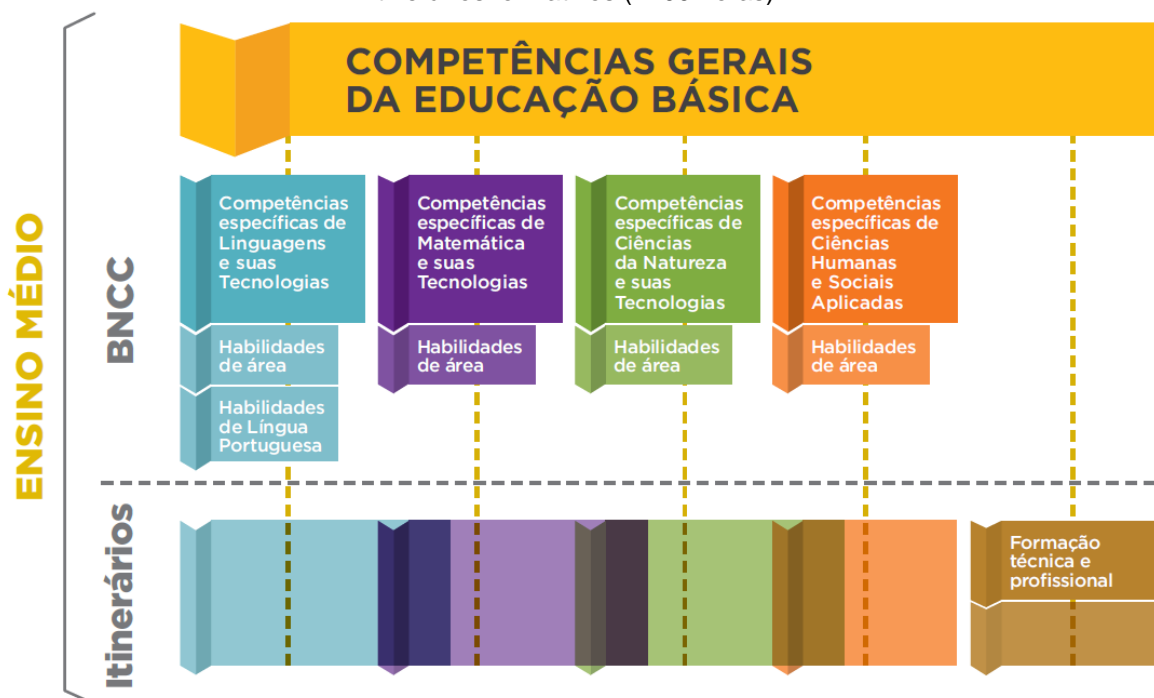 COMPETÊNCIAS GERAIS
DA EDUCAÇÃO BÁSICA
ENSINO MÉDIO
BNCC
Competências
específicas de
Linguagens
e suas
Tecnologias
Habilidades
de área
Habilidades
de Língua
Portuguesa
Competências
específicas de
Matemática
e suas
Tecnologias
Habilidades
de área
Competências
específicas de
Ciências
da Natureza
e suas
Tecnologias
Habilidades
de área
Competências
específicas de
Ciências
Humanas
e Sociais
Aplicadas
Habilidades
de área
Itinerários
Formação
técnica e
profissional